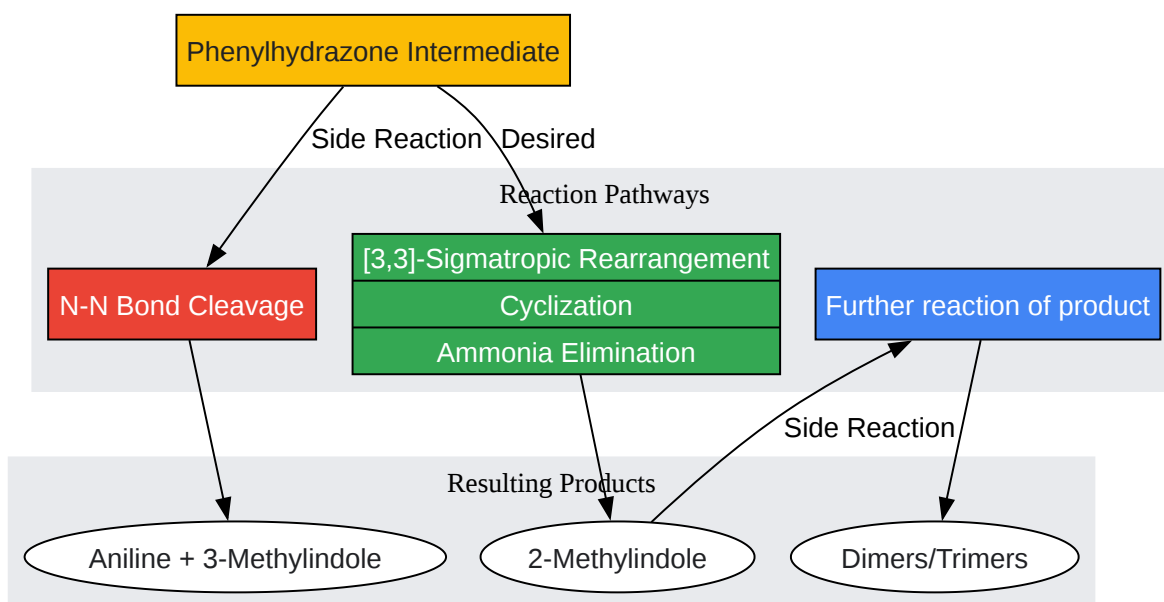 Phenylhydrazone Intermediate
Side Reaction
Desired
Reaction Pathways
[3,3]-Sigmatropic Rearrangement
N-N Bond Cleavage
Cyclization
Further reaction of product
Ammonia Elimination
Side Reaction
Resulting Products
Aniline + 3-Methylindole
2-Methylindole
Dimers/Trimers